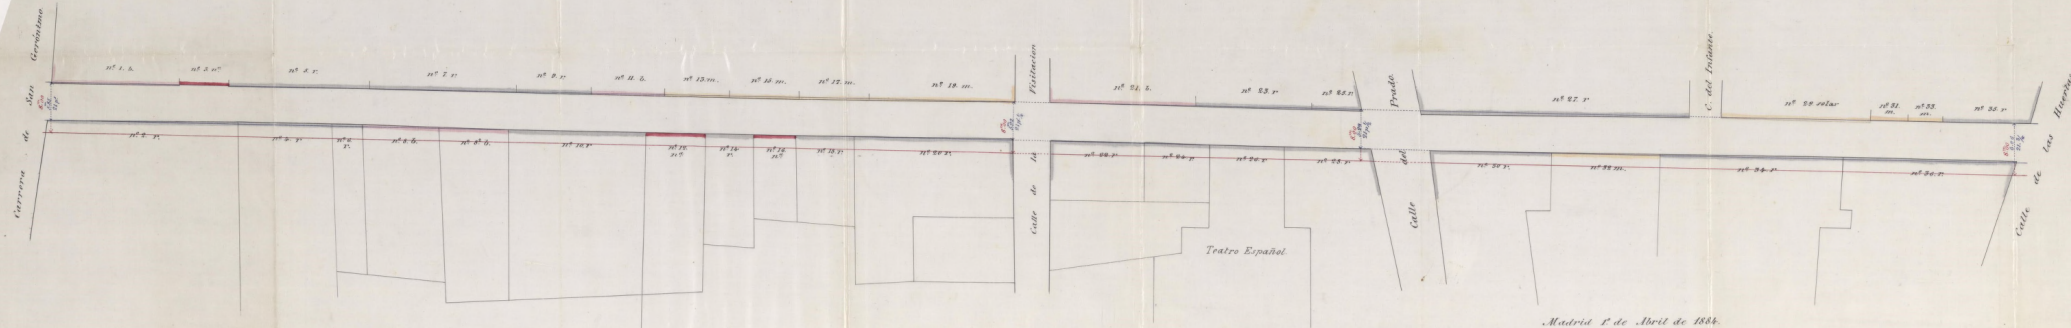 Carrera de San Gerónimo.
nº 1. b.
nº 5. r.
nº 7. r.
nº 9. r.
nº 11. b.
nº 13. m.
nº 15. m.
nº 17. m.
nº 19. m.
nº 21. b.
nº 23. r
nº 25. r.
nº 27. r
nº 29 solar
nº 31. m.
nº 33. m.
nº 35. r
nº 2. r.
nº 4. r.
nº 6 r.
nº 8. b.
nº 10. r
nº 12. nº
nº 14 r.
nº 16. nº
nº 18. r.
nº 20 r.
nº 22. r.
nº 24. r
nº 26. r
nº 28. r
nº 30. r
nº 32 m.
nº 34. r
nº 36. r.
Calle de la Visitacion
Calle del Prado.
C. del Infante.
Calle de las Huertas
Teatro Español.
Madrid 1º de Abril de 1884.